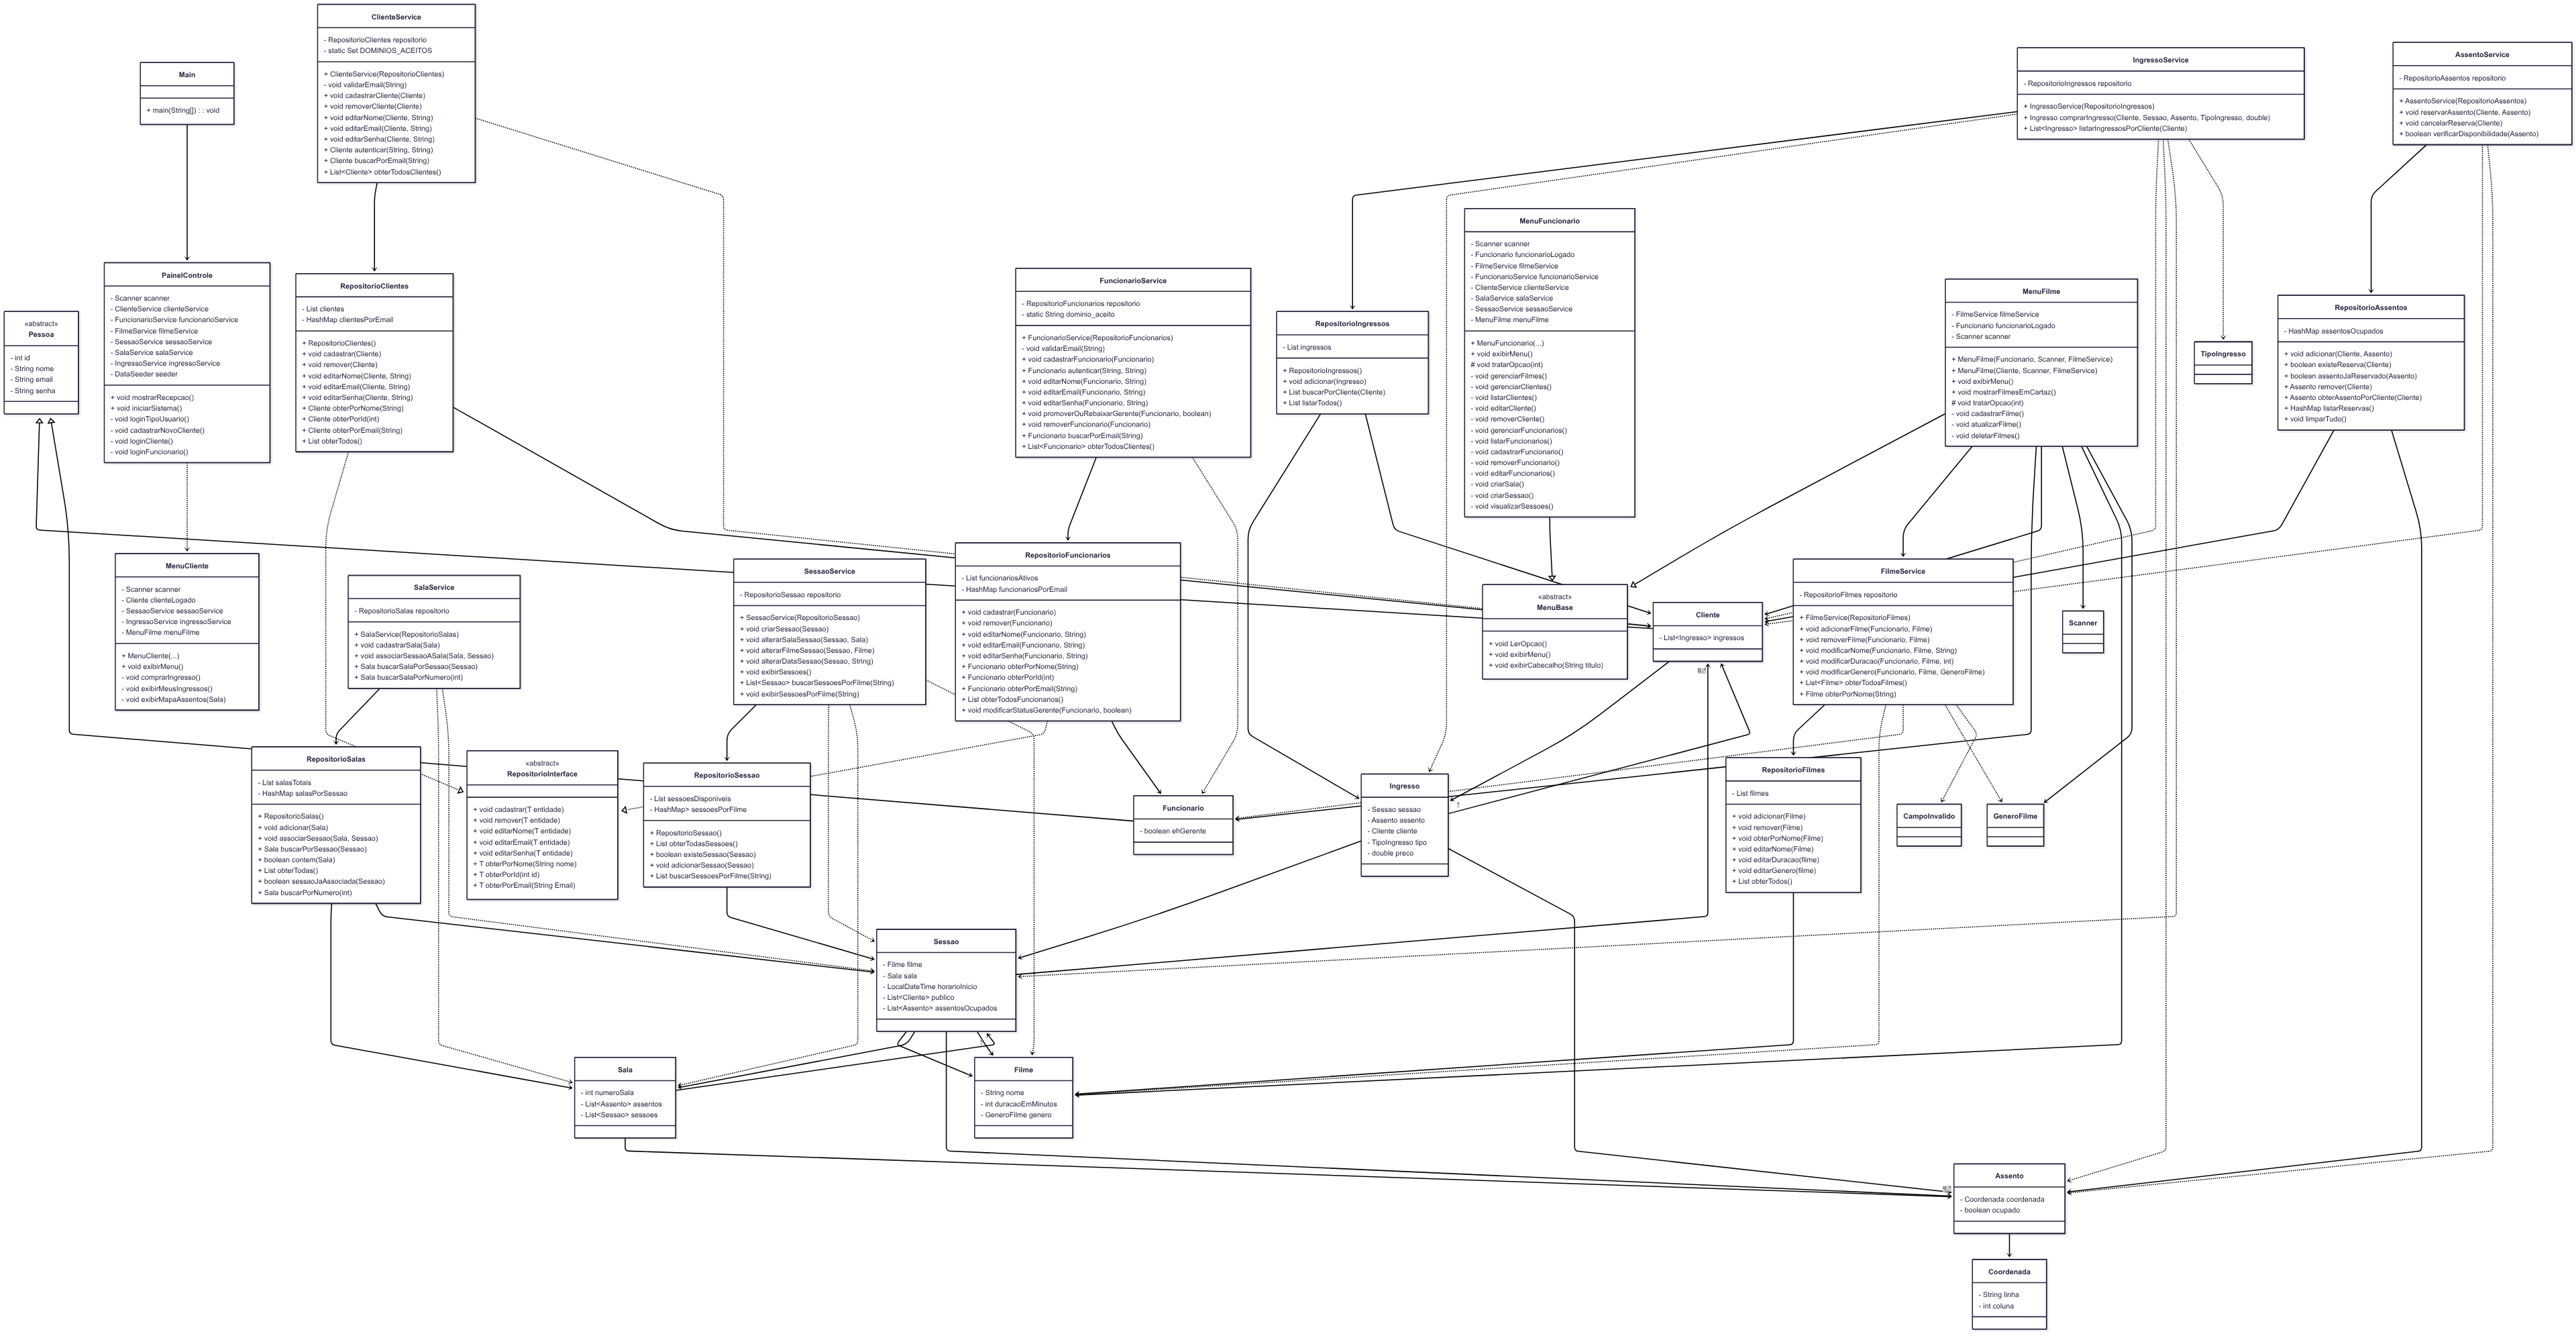 ClienteService
- RepositorioClientes repositorio
- static Set DOMINIOS_ACEITOS
+ ClienteService(RepositorioClientes)
- void validarEmail(String)
+ void cadastrarCliente(Cliente)
+ void removerCliente(Cliente)
+ void editarNome(Cliente, String)
+ void editarEmail(Cliente, String)
+ void editarSenha(Cliente, String)
+ Cliente autenticar(String, String)
+ Cliente buscarPorEmail(String)
+ List<Cliente> obterTodosClientes()
Main
+ main(String[]) : : void
IngressoService
- RepositorioIngressos repositorio
+ IngressoService(RepositorioIngressos)
+ Ingresso comprarIngresso(Cliente, Sessao, Assento, TipoIngresso, double)
+ List<Ingresso> listarIngressosPorCliente(Cliente)
AssentoService
- RepositorioAssentos repositorio
+ AssentoService(RepositorioAssentos)
+ void reservarAssento(Cliente, Assento)
+ void cancelarReserva(Cliente)
+ boolean verificarDisponibilidade(Assento)
«abstract»
Pessoa
- int id
- String nome
- String email
- String senha
PainelControle
- Scanner scanner
- ClienteService clienteService
- FuncionarioService funcionarioService
- FilmeService filmeService
- SessaoService sessaoService
- SalaService salaService
- IngressoService ingressoService
- DataSeeder seeder
+ void mostrarRecepcao()
+ void iniciarSistema()
- void loginTipoUsuario()
- void cadastrarNovoCliente()
- void loginCliente()
- void loginFuncionario()
RepositorioClientes
- List clientes
- HashMap clientesPorEmail
+ RepositorioClientes()
+ void cadastrar(Cliente)
+ void remover(Cliente)
+ void editarNome(Cliente, String)
+ void editarEmail(Cliente, String)
+ void editarSenha(Cliente, String)
+ Cliente obterPorNome(String)
+ Cliente obterPorId(int)
+ Cliente obterPorEmail(String)
+ List obterTodos()
FuncionarioService
- RepositorioFuncionarios repositorio
- static String dominio_aceito
+ FuncionarioService(RepositorioFuncionarios)
- void validarEmail(String)
+ void cadastrarFuncionario(Funcionario)
+ Funcionario autenticar(String, String)
+ void editarNome(Funcionario, String)
+ void editarEmail(Funcionario, String)
+ void editarSenha(Funcionario, String)
+ void promoverOuRebaixarGerente(Funcionario, boolean)
+ void removerFuncionario(Funcionario)
+ Funcionario buscarPorEmail(String)
+ List<Funcionario> obterTodosClientes()
RepositorioIngressos
- List ingressos
+ RepositorioIngressos()
+ void adicionar(Ingresso)
+ List buscarPorCliente(Cliente)
+ List listarTodos()
MenuFuncionario
- Scanner scanner
- Funcionario funcionarioLogado
- FilmeService filmeService
- FuncionarioService funcionarioService
- ClienteService clienteService
- SalaService salaService
- SessaoService sessaoService
- MenuFilme menuFilme
+ MenuFuncionario(...)
+ void exibirMenu()
# void tratarOpcao(int)
- void gerenciarFilmes()
- void gerenciarClientes()
- void listarClientes()
- void editarCliente()
- void removerCliente()
- void gerenciarFuncionarios()
- void listarFuncionarios()
- void cadastrarFuncionario()
- void removerFuncionario()
- void editarFuncionarios()
- void criarSala()
- void criarSessao()
- void visualizarSessoes()
MenuFilme
- FilmeService filmeService
- Funcionario funcionarioLogado
- Scanner scanner
+ MenuFilme(Funcionario, Scanner, FilmeService)
+ MenuFilme(Cliente, Scanner, FilmeService)
+ void exibirMenu()
+ void mostrarFilmesEmCartaz()
# void tratarOpcao(int)
- void cadastrarFilme()
- void atualizarFilme()
- void deletarFilmes()
TipoIngresso
RepositorioAssentos
- HashMap assentosOcupados
+ void adicionar(Cliente, Assento)
+ boolean existeReserva(Cliente)
+ boolean assentoJaReservado(Assento)
+ Assento remover(Cliente)
+ Assento obterAssentoPorCliente(Cliente)
+ HashMap listarReservas()
+ void limparTudo()
MenuCliente
- Scanner scanner
- Cliente clienteLogado
- SessaoService sessaoService
- IngressoService ingressoService
- MenuFilme menuFilme
+ MenuCliente(...)
+ void exibirMenu()
- void comprarIngresso()
- void exibirMeusIngressos()
- void exibirMapaAssentos(Sala)
SalaService
- RepositorioSalas repositorio
+ SalaService(RepositorioSalas)
+ void cadastrarSala(Sala)
+ void associarSessaoASala(Sala, Sessao)
+ Sala buscarSalaPorSessao(Sessao)
+ Sala buscarSalaPorNumero(int)
SessaoService
- RepositorioSessao repositorio
+ SessaoService(RepositorioSessao)
+ void criarSessao(Sessao)
+ void alterarSalaSessao(Sessao, Sala)
+ void alterarFilmeSessao(Sessao, Filme)
+ void alterarDataSessao(Sessao, String)
+ void exibirSessoes()
+ List<Sessao> buscarSessoesPorFilme(String)
+ void exibirSessoesPorFilme(String)
RepositorioFuncionarios
- List funcionariosAtivos
- HashMap funcionariosPorEmail
+ void cadastrar(Funcionario)
+ void remover(Funcionario)
+ void editarNome(Funcionario, String)
+ void editarEmail(Funcionario, String)
+ void editarSenha(Funcionario, String)
+ Funcionario obterPorNome(String)
+ Funcionario obterPorId(int)
+ Funcionario obterPorEmail(String)
+ List obterTodosFuncionarios()
+ void modificarStatusGerente(Funcionario, boolean)
«abstract»
MenuBase
+ void LerOpcao()
+ void exibirMenu()
+ void exibirCabecalho(String titulo)
Cliente
- List<Ingresso> ingressos
FilmeService
- RepositorioFilmes repositorio
+ FilmeService(RepositorioFilmes)
+ void adicionarFilme(Funcionario, Filme)
+ void removerFilme(Funcionario, Filme)
+ void modificarNome(Funcionario, Filme, String)
+ void modificarDuracao(Funcionario, Filme, int)
+ void modificarGenero(Funcionario, Filme, GeneroFilme)
+ List<Filme> obterTodosFilmes()
+ Filme obterPorNome(String)
Scanner
RepositorioSalas
- List salasTotais
- HashMap salasPorSessao
+ RepositorioSalas()
+ void adicionar(Sala)
+ void associarSessao(Sala, Sessao)
+ Sala buscarPorSessao(Sessao)
+ boolean contem(Sala)
+ List obterTodas()
+ boolean sessaoJaAssociada(Sessao)
+ Sala buscarPorNumero(int)
«abstract»
RepositorioInterface
+ void cadastrar(T entidade)
+ void remover(T entidade)
+ void editarNome(T entidade)
+ void editarEmail(T entidade)
+ void editarSenha(T entidade)
+ T obterPorNome(String nome)
+ T obterPorId(int id)
+ T obterPorEmail(String Email)
RepositorioSessao
- List sessoesDisponiveis
- HashMap> sessoesPorFilme
+ RepositorioSessao()
+ List obterTodasSessoes()
+ boolean existeSessao(Sessao)
+ void adicionarSessao(Sessao)
+ List buscarSessoesPorFilme(String)
Funcionario
- boolean ehGerente
Ingresso
- Sessao sessao
- Assento assento
- Cliente cliente
- TipoIngresso tipo
- double preco
RepositorioFilmes
- List filmes
+ void adicionar(Filme)
+ void remover(Filme)
+ void obterPorNome(Filme)
+ void editarNome(Filme)
+ void editarDuracao(filme)
+ void editarGenero(filme)
+ List obterTodos()
CampoInvalido
GeneroFilme
Sessao
- Filme filme
- Sala sala
- LocalDateTime horarioInicio
- List<Cliente> publico
- List<Assento> assentosOcupados
Sala
- int numeroSala
- List<Assento> assentos
- List<Sessao> sessoes
Filme
- String nome
- int duracaoEmMinutos
- GeneroFilme genero
Assento
- Coordenada coordenada
- boolean ocupado
Coordenada
- String linha
- int coluna